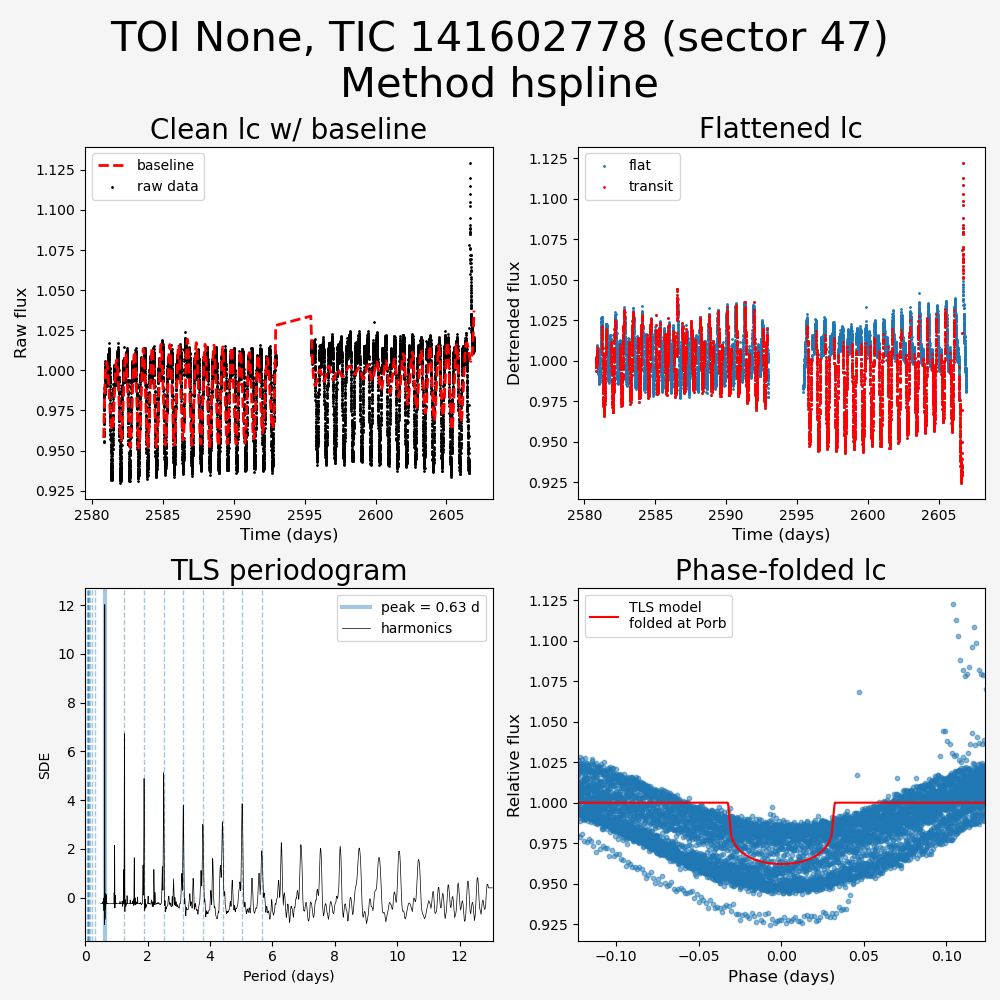 TOI None, TIC 141602778 (sector 47)
Method hspline
Clean lc w/ baseline
baseline
raw data
1.125
1.100
1.075
1.050
1.025
1.000
0.975
0.950
0.925
Raw flux
2580
2585
2590
2595
2600
2605
Time (days)
Flattened lc
flat
transit
1.125
1.100
1.075
1.050
1.025
1.000
0.975
0.950
0.925
Detrended flux
2580
2585
2590
2595
2600
2605
Time (days)
TLS periodogram
peak = 0.63 d
harmonics
12
10
8
6
4
2
0
SDE
0
2
4
6
8
10
12
Period (days)
Phase-folded lc
TLS model
folded at Porb
1.125
1.100
1.075
1.050
1.025
1.000
0.975
0.950
0.925
Relative flux
−0.10
−0.05
0.00
0.05
0.10
Phase (days)